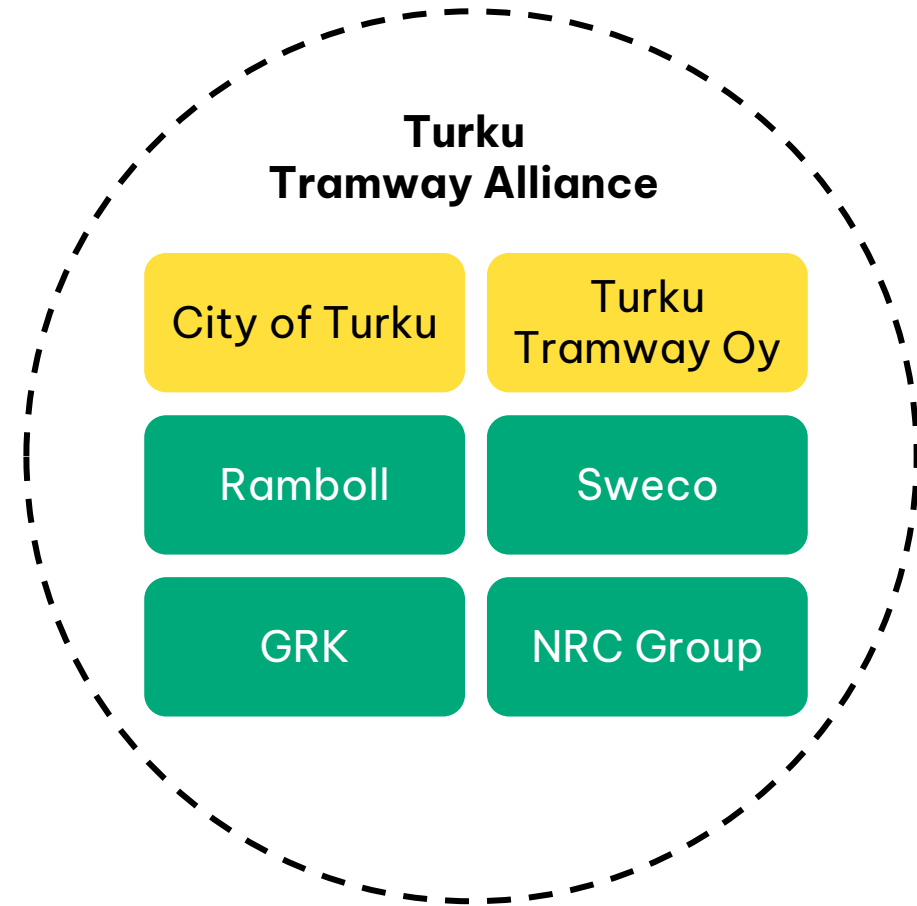 Turku
Tramway Alliance
City of Turku
Turku
Tramway Oy
Ramboll
Sweco
GRK
NRC Group